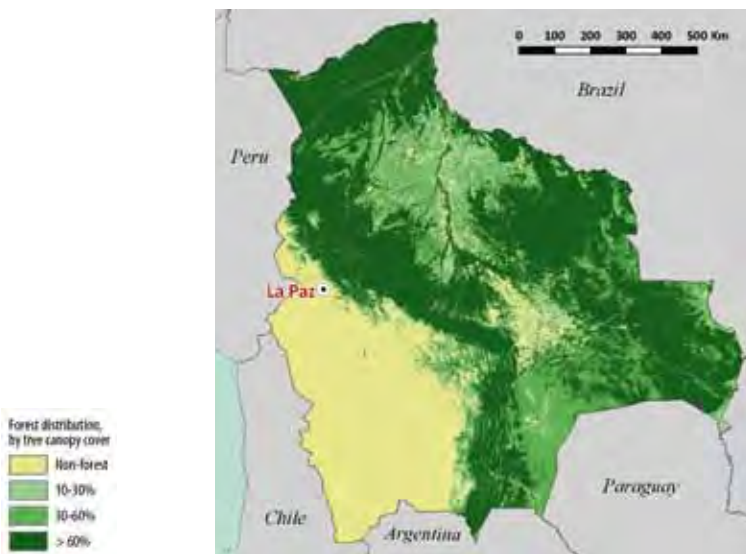 0 100 200 300 400 500 Km
Brazil
Peru
La Paz
Forest distribution,
by tree canopy cover
Non-forest
10-30%
30-60%
> 60%
Chile
Argentina
Paraguay